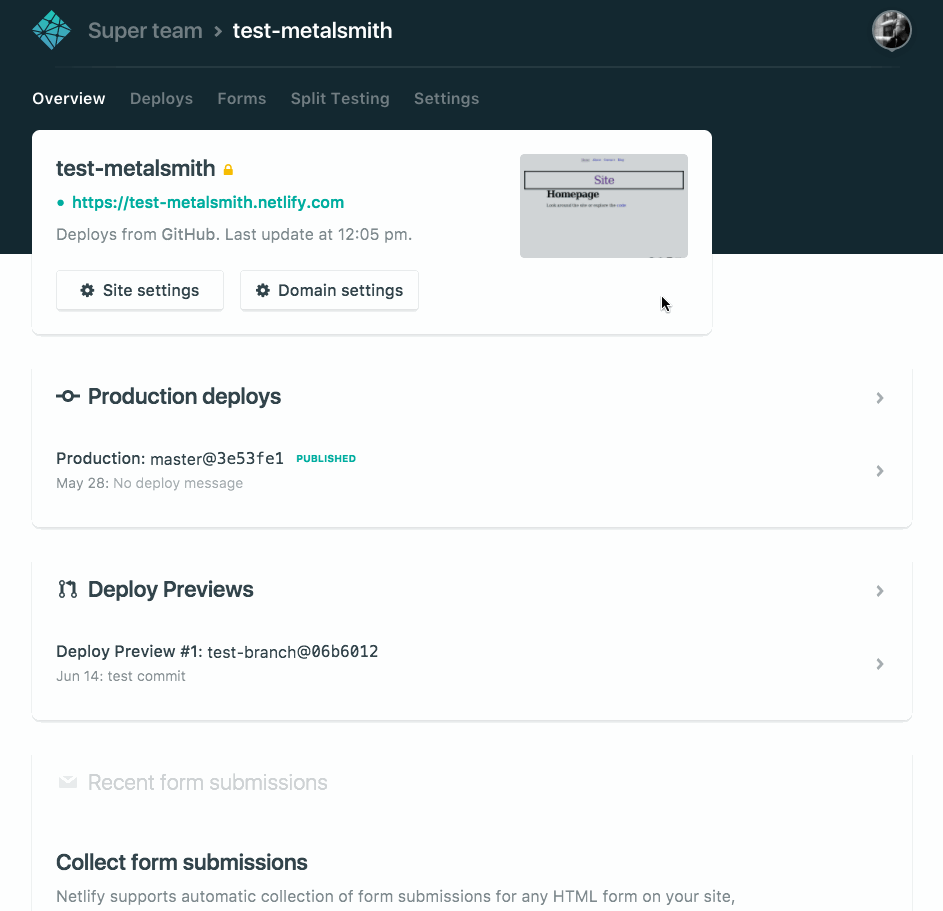 Super team › test-metalsmith
Overview Deploys Forms Split Testing Settings
test-metalsmith
• https://test-metalsmith.netlify.com
Deploys from GitHub. Last update at 12:05 pm.
Site settings Domain settings
Site
Homepage
Look around the site or explore the code
Production deploys
Production: master@3e53fe1 PUBLISHED
May 28: No deploy message
Deploy Previews
Deploy Preview #1: test-branch@06b6012
Jun 14: test commit
Recent form submissions
Collect form submissions
Netlify supports automatic collection of form submissions for any HTML form on your site,